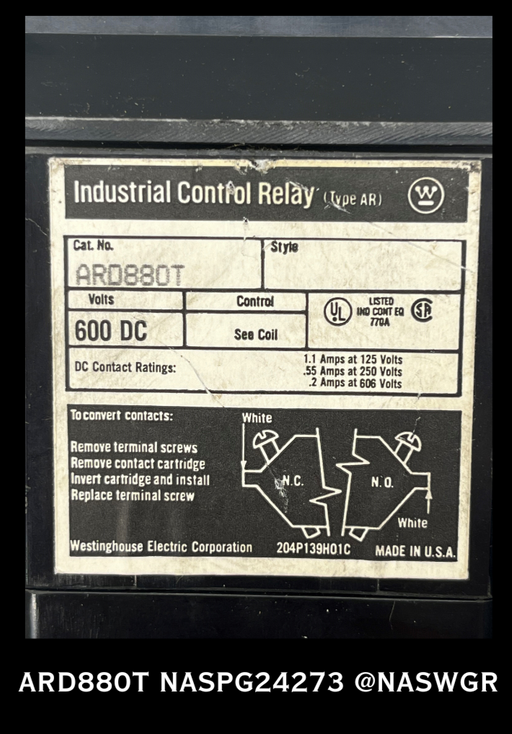 Industrial Control Relay (Type AR)
W
Cat. No.
Style
ARD880T
Volts
Control
UL
LISTED
IND CONT EQ
770A
SA
600 DC
See Coil
DC Contact Ratings:
1.1 Amps at 125 Volts
.55 Amps at 250 Volts
.2 Amps at 606 Volts
To convert contacts:
Remove terminal screws
Remove contact cartridge
Invert cartridge and install
Replace terminal screw
White
N.C.
N.O.
White
Westinghouse Electric Corporation 204P139H01C MADE IN U.S.A.
ARD880T NASPG24273 @NASWGR